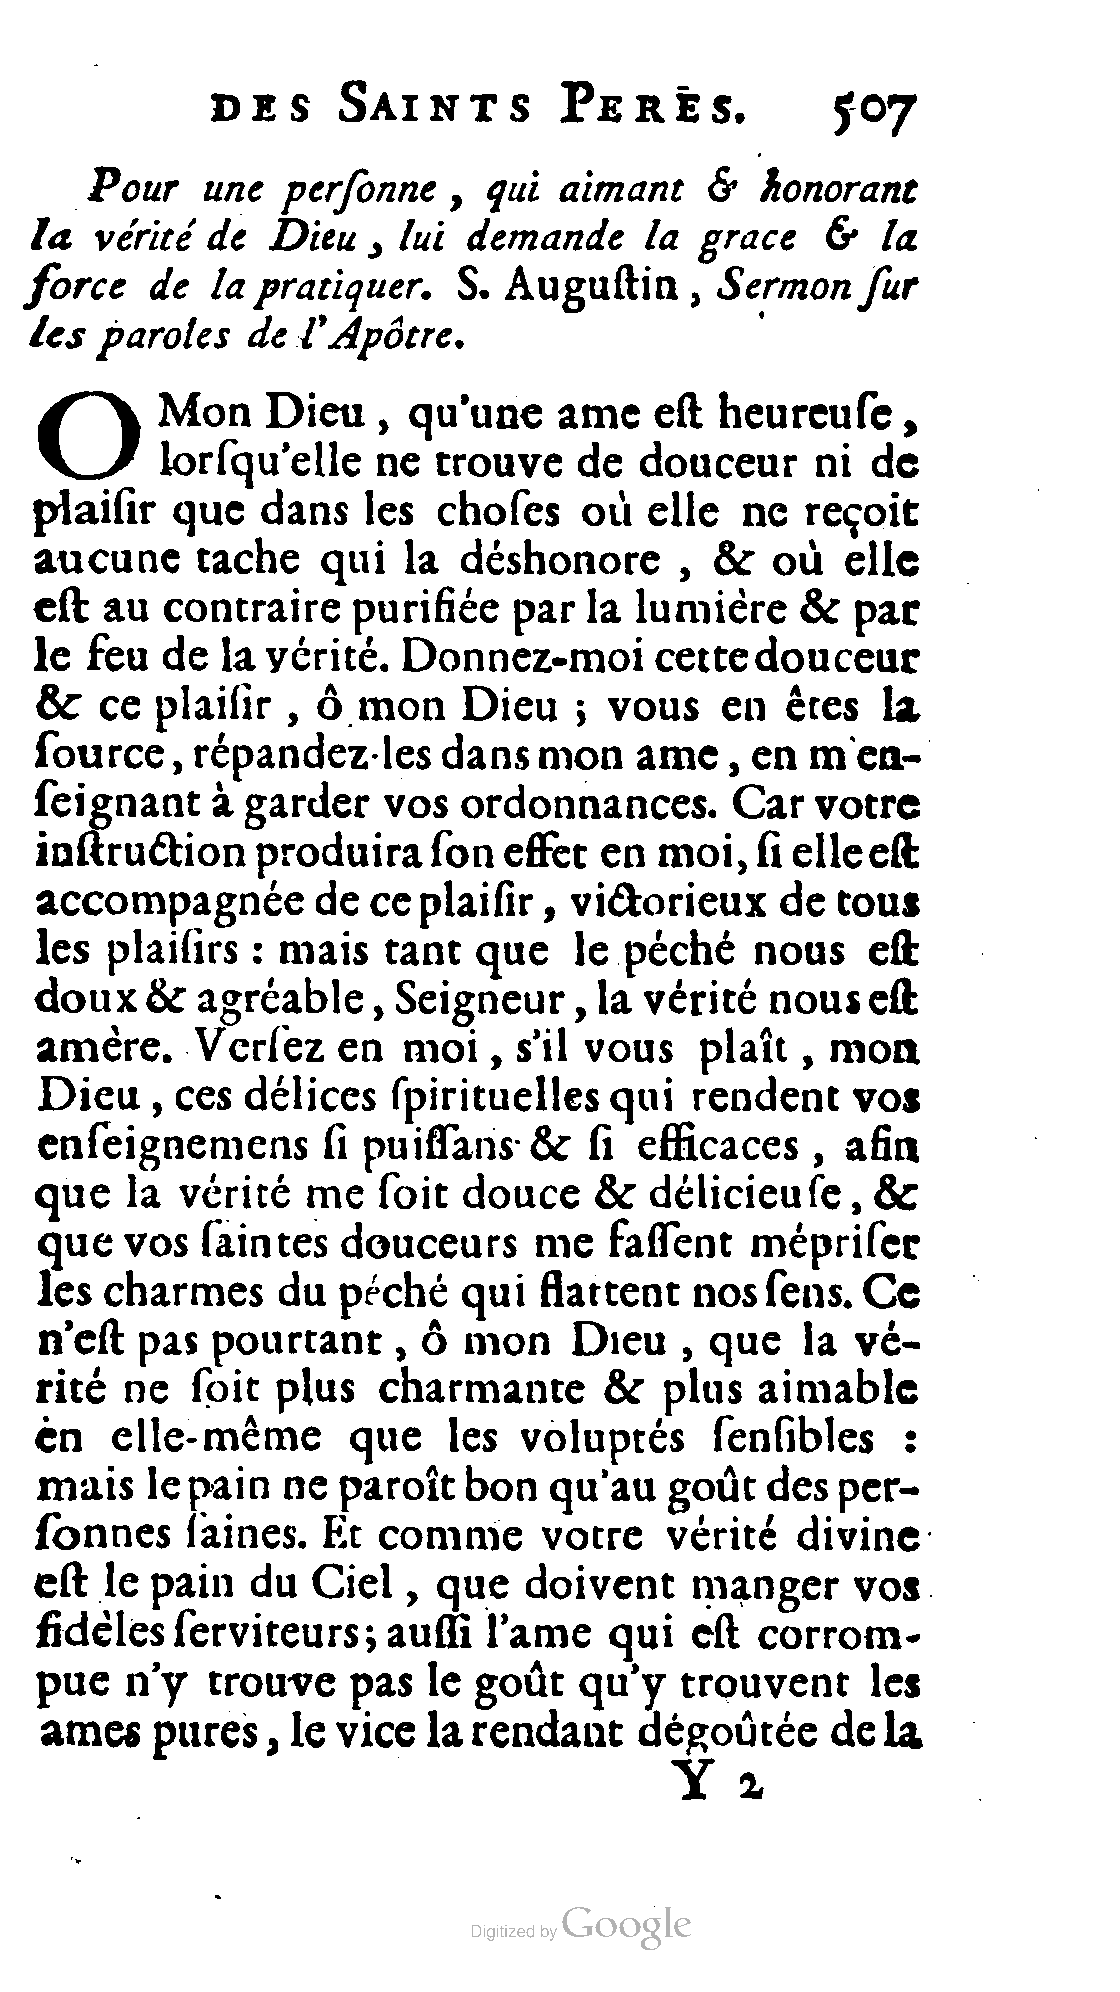 DES SAINTS PERES. 507
Pour une perſonne, qui aimant & honorant
la vérité de Dieu, lui demande la grace & la
force de la pratiquer. S. Auguſtin, Sermon ſur
les paroles de l'Apôtre.
O Mon Dieu, qu'une ame eſt heureuſe,
lorſqu'elle ne trouve de douceur ni de
plaiſir que dans les choſes où elle ne reçoit
aucune tache qui la déshonore, & où elle
eſt au contraire purifiée par la lumière & par
le feu de la vérité. Donnez-moi cette douceur
& ce plaiſir, ô mon Dieu; vous en êtes la
ſource, répandez-les dans mon ame, en m'en-
ſeignant à garder vos ordonnances. Car votre
inſtruction produira ſon effet en moi, ſi elle eſt
accompagnée de ce plaiſir, victorieux de tous
les plaiſirs : mais tant que le péché nous eſt
doux & agréable, Seigneur, la vérité nous eſt
amère. Verſez en moi, s'il vous plaît, mon
Dieu, ces délices ſpirituelles qui rendent vos
enſeignemens ſi puiſſans & ſi efficaces, afin
que la vérité me ſoit douce & délicieuſe, &
que vos ſaintes douceurs me faſſent mépriſer
les charmes du péché qui flattent nos ſens. Ce
n'eſt pas pourtant, ô mon Dieu, que la vé-
rité ne ſoit plus charmante & plus aimable
en elle-même que les voluptés ſenſibles :
mais le pain ne paroît bon qu'au goût des per-
ſonnes ſaines. Et comme votre vérité divine
eſt le pain du Ciel, que doivent manger vos
fidèles ſerviteurs; auſſi l'ame qui eſt corrom-
pue n'y trouve pas le goût qu'y trouvent les
ames pures, le vice la rendant dégoûtée de la
Y 2
Digitized by Google